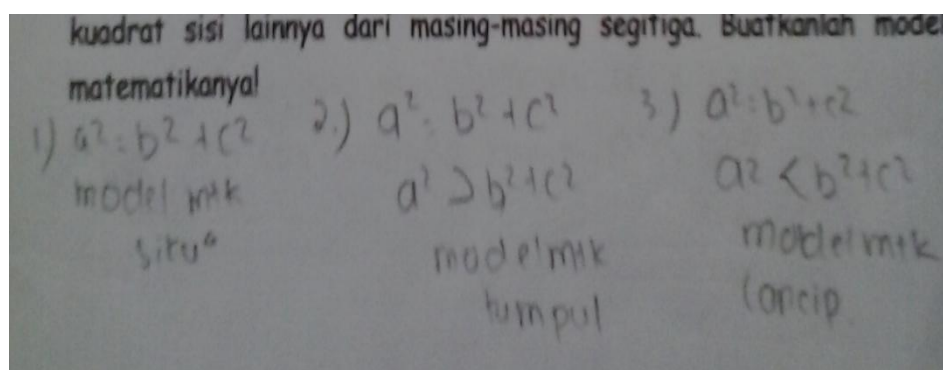 kuadrat sisi lainnya dari masing-masing segitiga. Buatkanlah model
matematikanya!
1) a² : b² + c²
model mtk
siku"
2.) a² : b² + c²
a² > b² + c²
model mtk
tumpul
3) a² : b² + c²
a² < b² + c²
model mtk
lancip